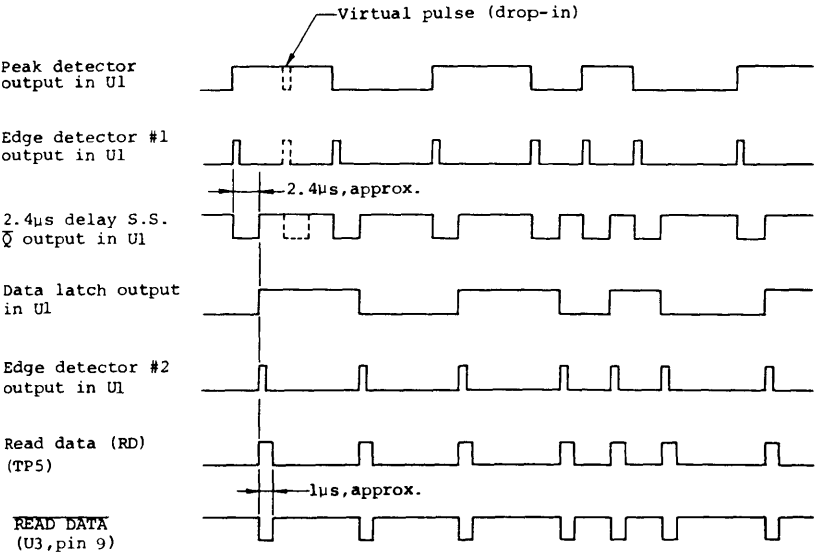 Virtual pulse (drop-in)
Peak detector
output in U1
Edge detector #1
output in U1
2.4μs,approx.
2.4μs delay S.S.
Q̅ output in U1
Data latch output
in U1
Edge detector #2
output in U1
Read data (RD)
(TP5)
1μs,approx.
READ DATA
(U3,pin 9)